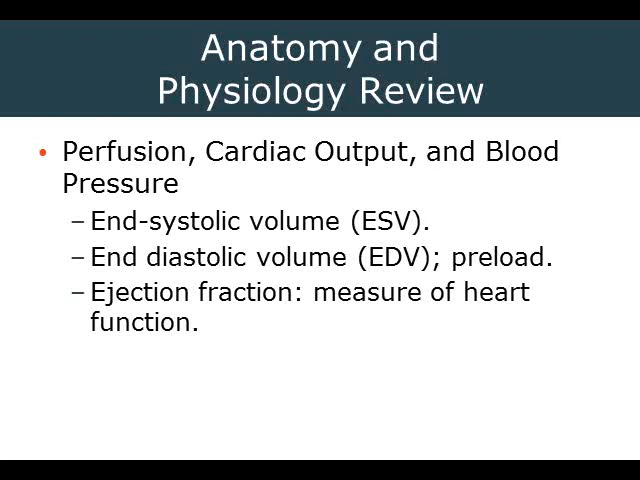 Anatomy and
Physiology Review
• Perfusion, Cardiac Output, and Blood
Pressure
– End-systolic volume (ESV).
– End diastolic volume (EDV); preload.
– Ejection fraction: measure of heart
function.